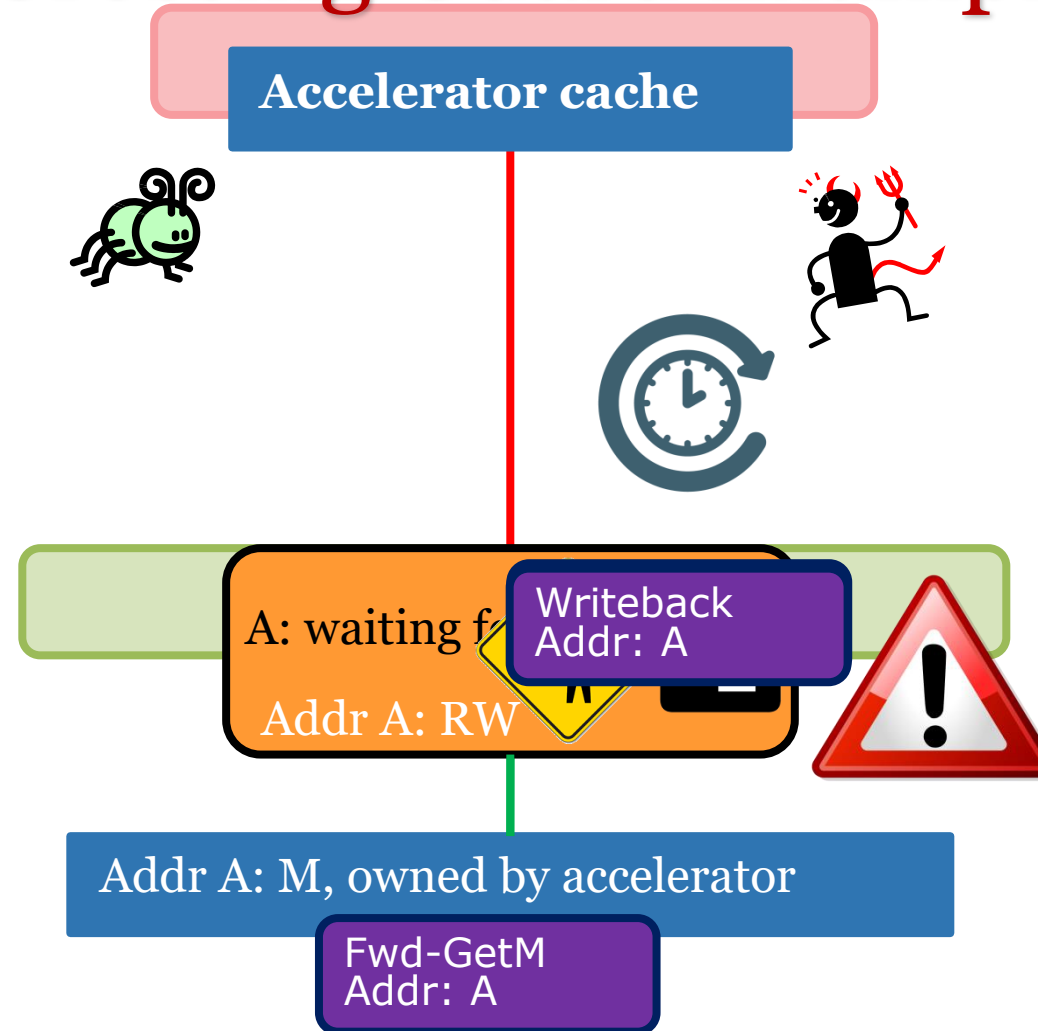 Accelerator cache
A: waiting
Writeback
Addr: A
Addr A: RW
Addr A: M, owned by accelerator
Fwd-GetM
Addr: A